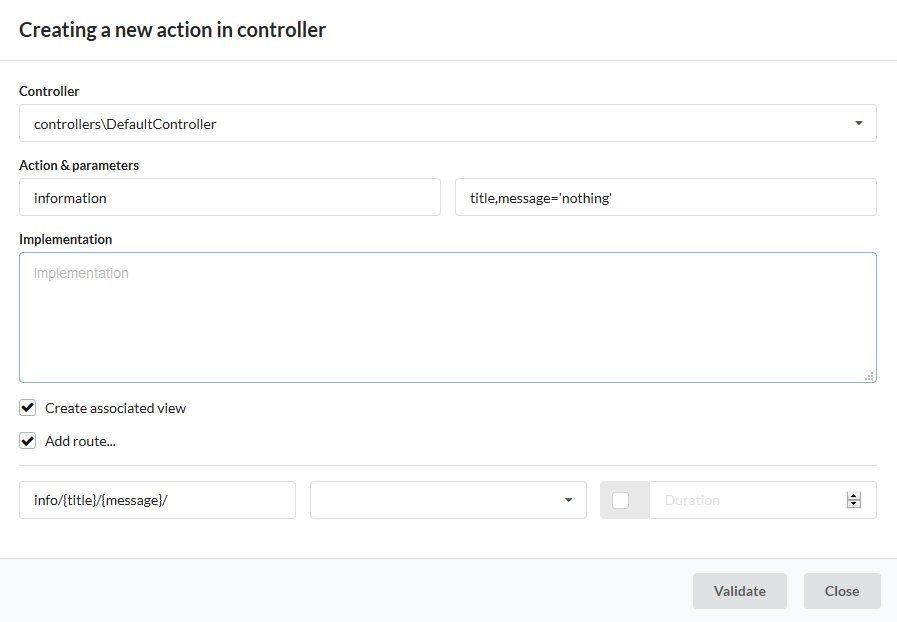 Creating a new action in controller
Controller
controllers\DefaultController
Action & parameters
information
title,message='nothing'
Implementation
Implementation
Create associated view
Add route...
info/{title}/{message}/
Duration
Validate
Close